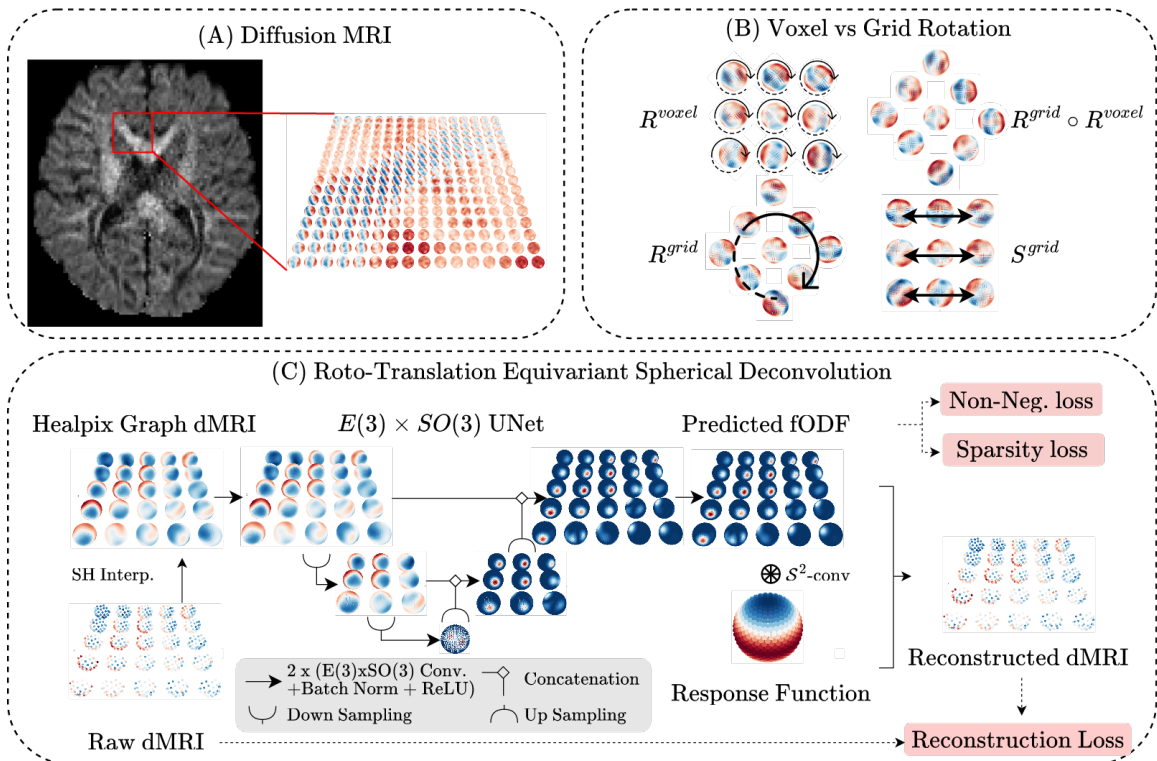 (A) Diffusion MRI
(B) Voxel vs Grid Rotation
R^{voxel}
R^{grid} ∘ R^{voxel}
R^{grid}
S^{grid}
(C) Roto-Translation Equivariant Spherical Deconvolution
Healpix Graph dMRI
E(3) × SO(3) UNet
Predicted fODF
Non-Neg. loss
Sparsity loss
SH Interp.
⊛ 𝒮²-conv
2 x (E(3)xSO(3) Conv.
+Batch Norm + ReLU)
Concatenation
Down Sampling
Up Sampling
Response Function
Reconstructed dMRI
Raw dMRI
Reconstruction Loss